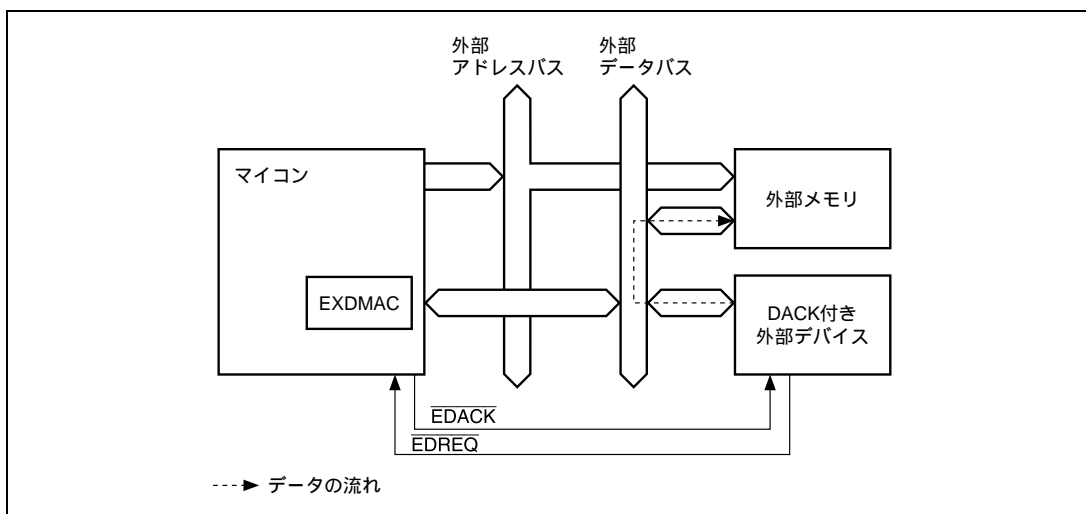 外部
アドレスバス
外部
データバス
マイコン
外部メモリ
EXDMAC
DACK付き
外部デバイス
EDACK
EDREQ
データの流れ